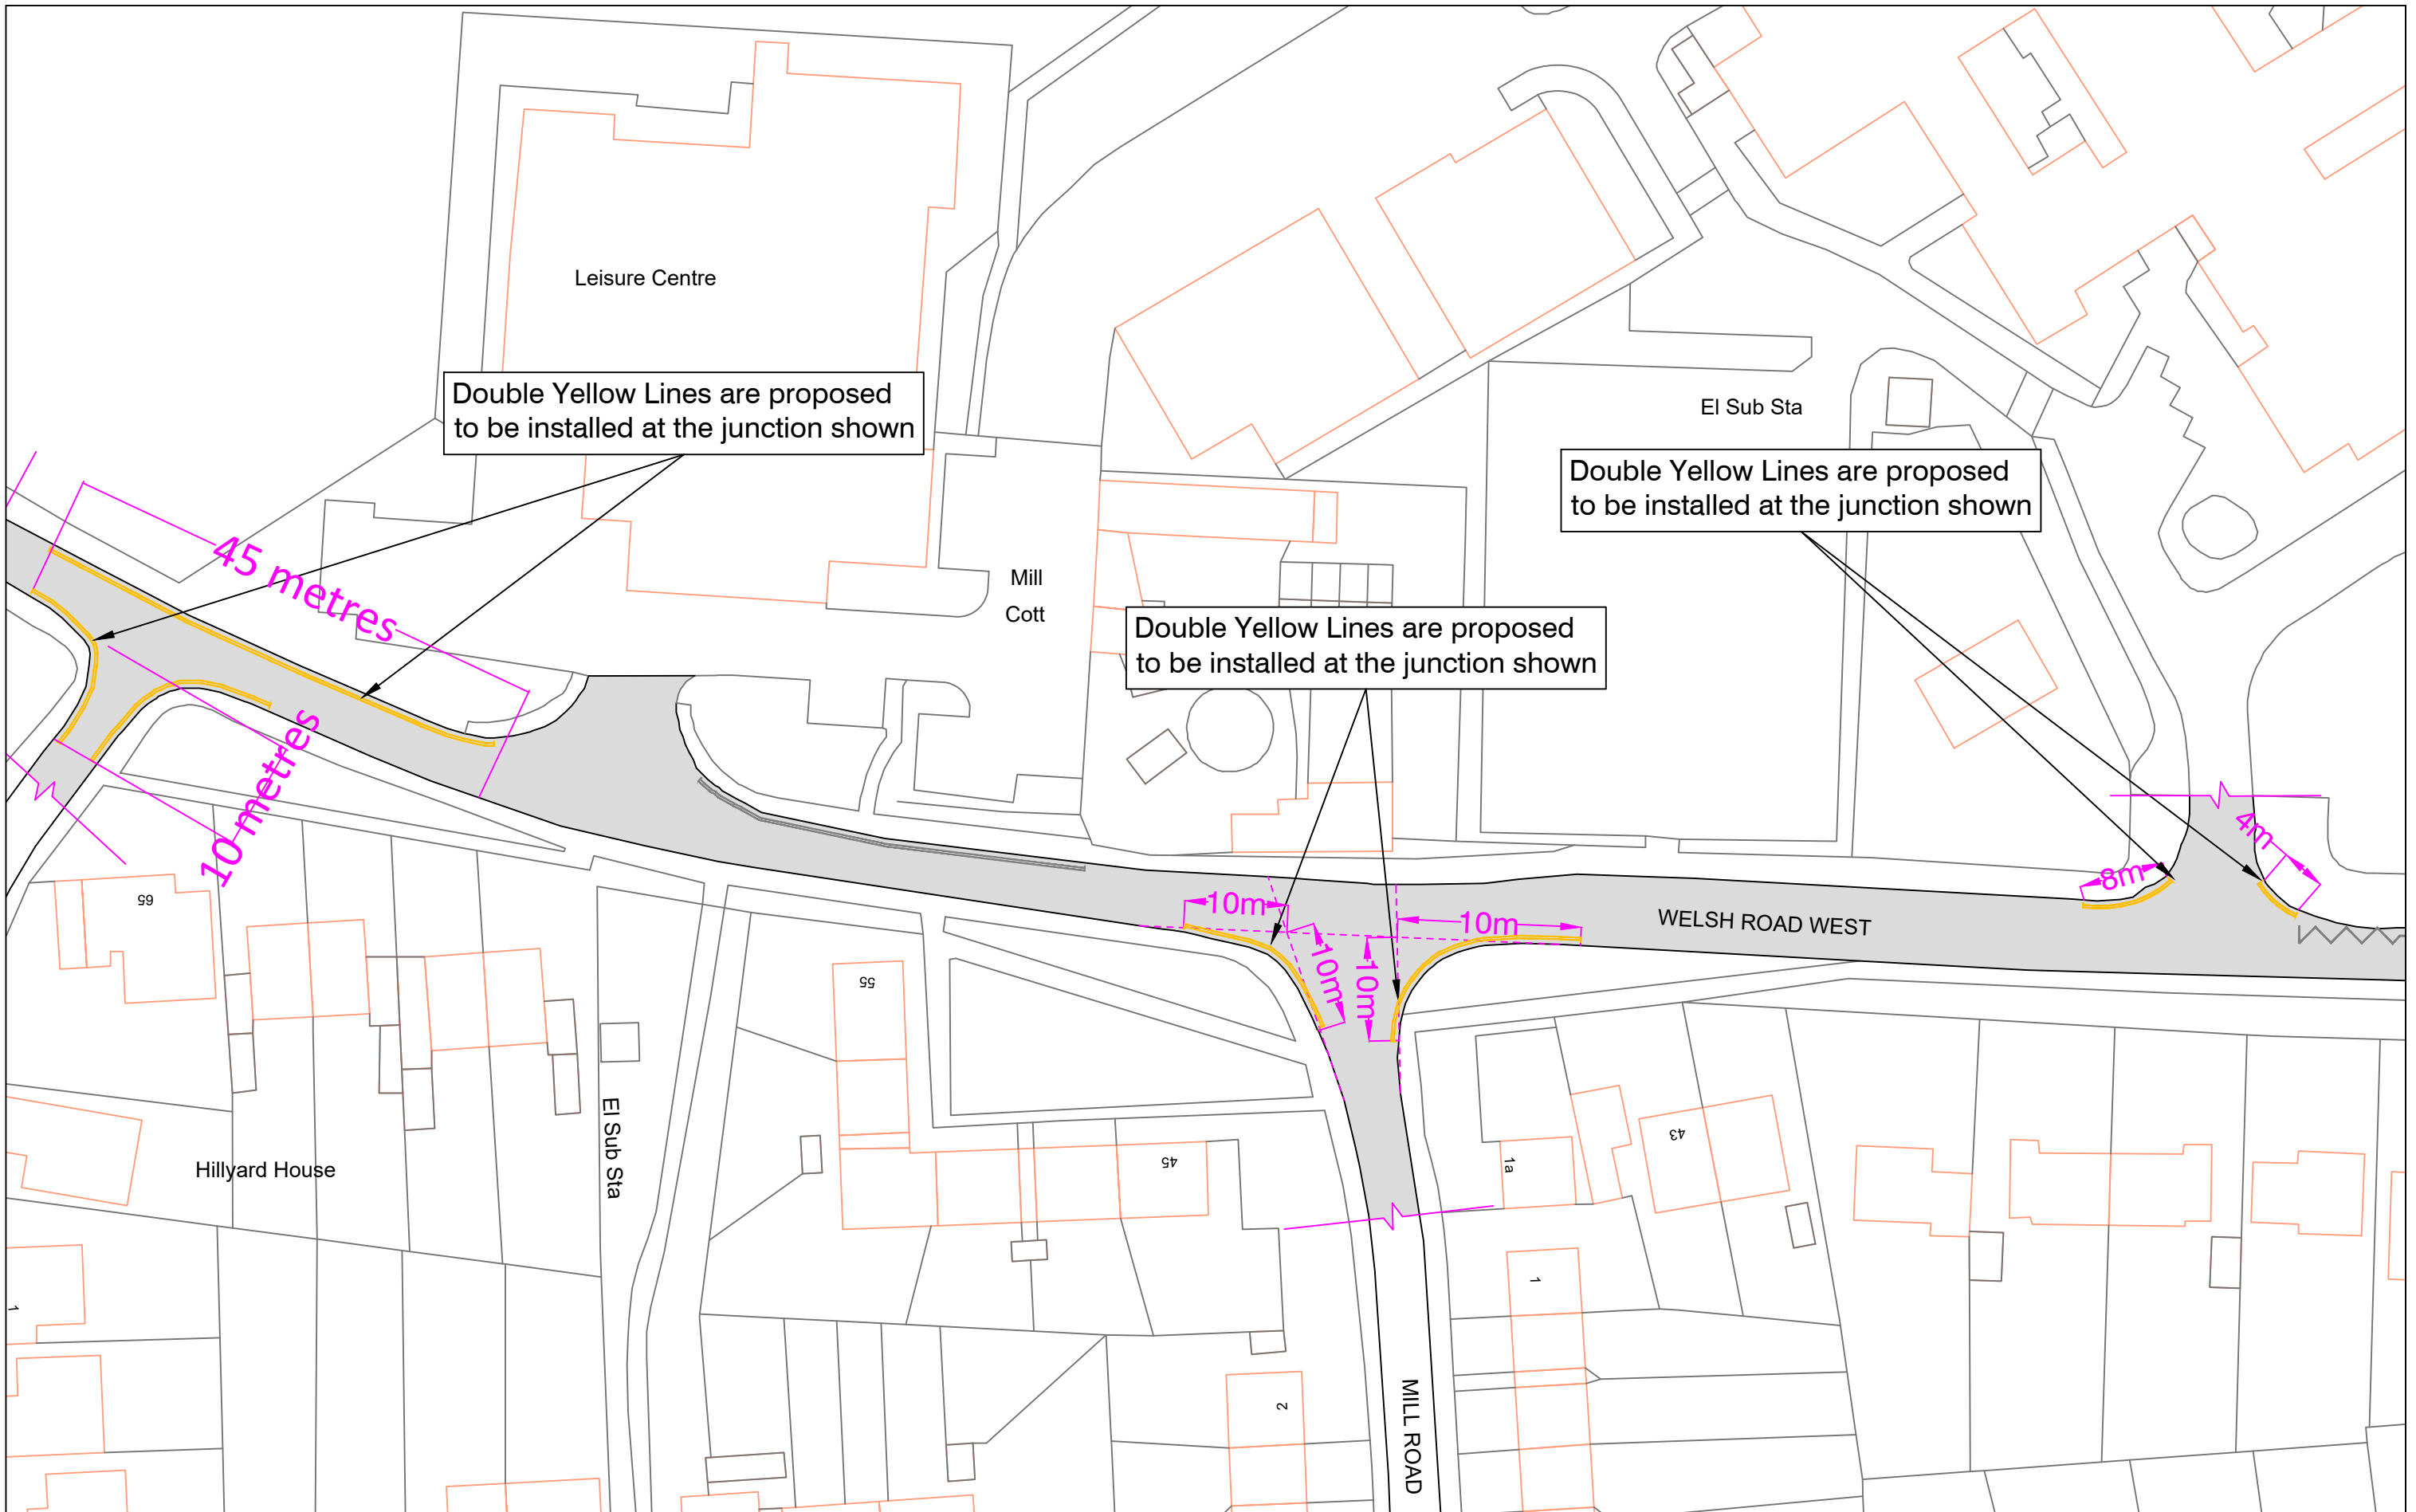 Leisure Centre
Double Yellow Lines are proposed
to be installed at the junction shown
El Sub Sta
Double Yellow Lines are proposed
to be installed at the junction shown
45 metres
Mill
Cott
Double Yellow Lines are proposed
to be installed at the junction shown
10 metres
4m
8m
10m
10m
WELSH ROAD WEST
10m
10m
65
55
El Sub Sta
Hillyard House
45
43
1a
1
1
2
MILL ROAD